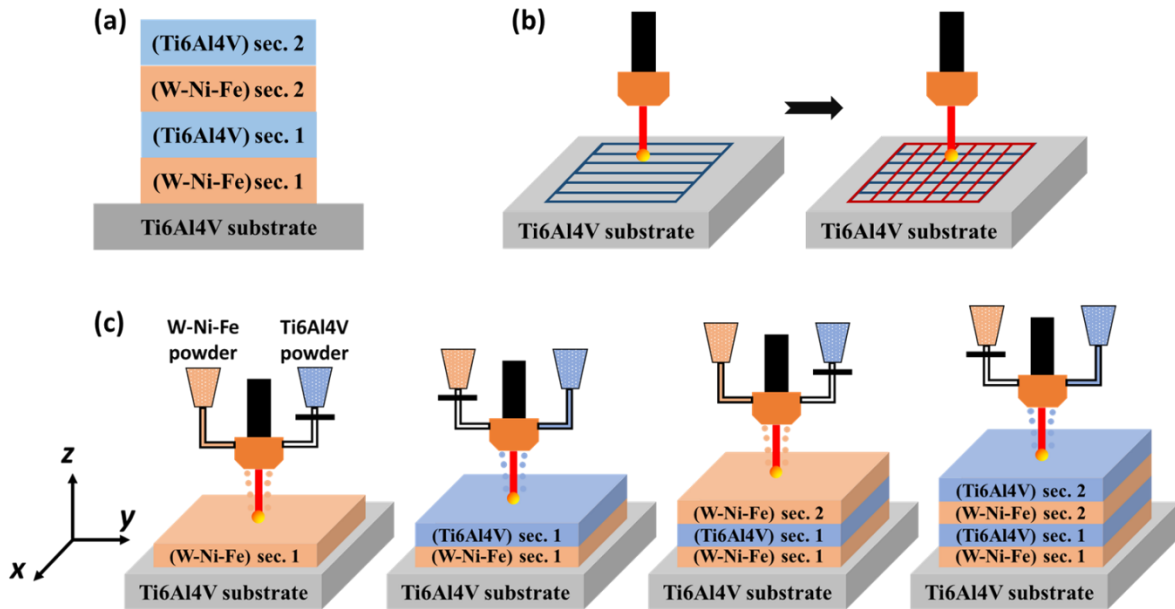 (a)
(Ti6Al4V) sec. 2
(W-Ni-Fe) sec. 2
(Ti6Al4V) sec. 1
(W-Ni-Fe) sec. 1
Ti6Al4V substrate
(b)
Ti6Al4V substrate
Ti6Al4V substrate
(c)
W-Ni-Fe
powder
Ti6Al4V
powder
z
y
x
(W-Ni-Fe) sec. 1
Ti6Al4V substrate
(Ti6Al4V) sec. 1
(W-Ni-Fe) sec. 1
Ti6Al4V substrate
(W-Ni-Fe) sec. 2
(Ti6Al4V) sec. 1
(W-Ni-Fe) sec. 1
Ti6Al4V substrate
(Ti6Al4V) sec. 2
(W-Ni-Fe) sec. 2
(Ti6Al4V) sec. 1
(W-Ni-Fe) sec. 1
Ti6Al4V substrate